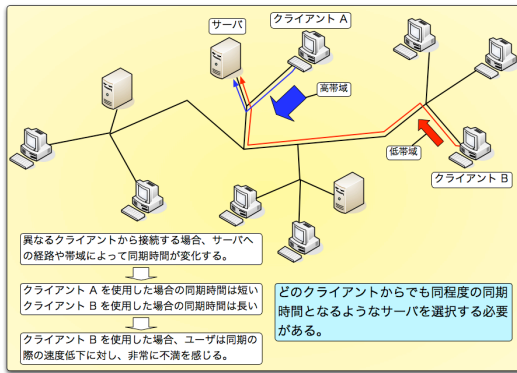 サーバ
クライアント A
高帯域
低帯域
クライアント B
異なるクライアントから接続する場合、サーバへ
の経路や帯域によって同期時間が変化する。
クライアント A を使用した場合の同期時間は短い
クライアント B を使用した場合の同期時間は長い
クライアント B を使用した場合、ユーザは同期の
際の速度低下に対し、非常に不満を感じる。
どのクライアントからでも同程度の同期
時間となるようなサーバを選択する必要
がある。